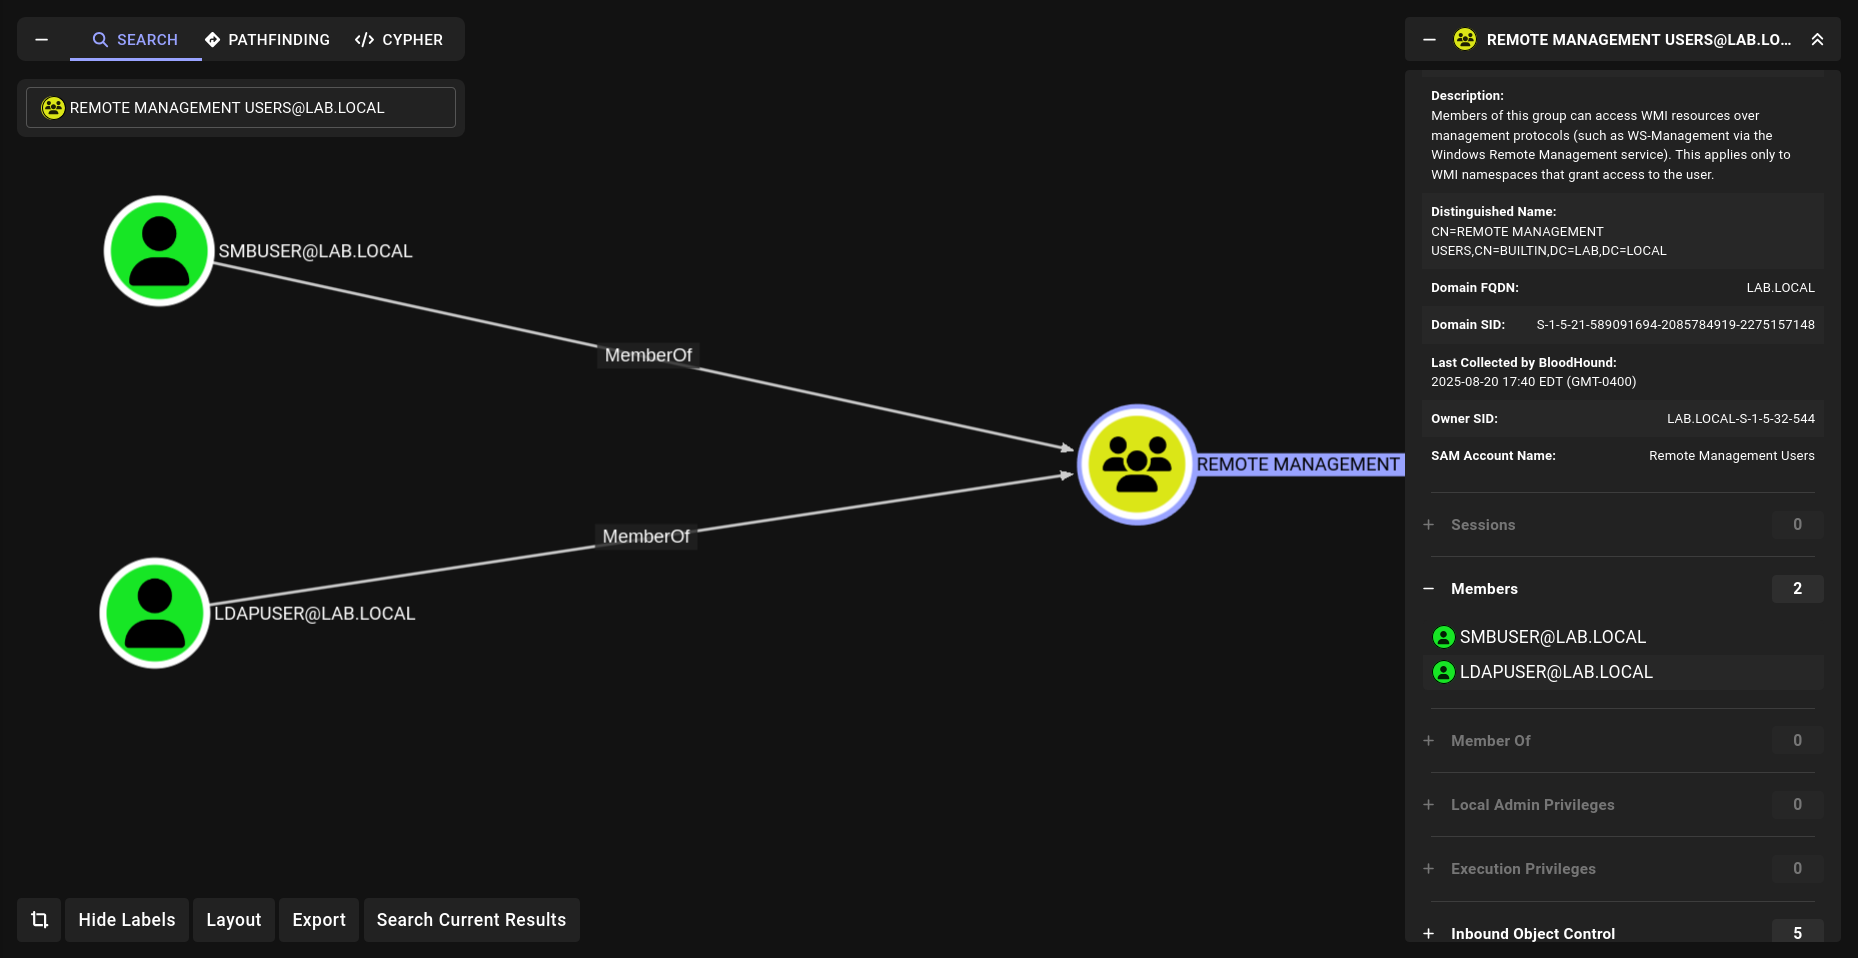 SEARCH
PATHFINDING
CYPHER
REMOTE MANAGEMENT USERS@LAB.LOCAL
SMBUSER@LAB.LOCAL
MemberOf
REMOTE MANAGEMENT
MemberOf
LDAPUSER@LAB.LOCAL
Hide Labels
Layout
Export
Search Current Results
REMOTE MANAGEMENT USERS@LAB.LO...
Description:
Members of this group can access WMI resources over
management protocols (such as WS-Management via the
Windows Remote Management service). This applies only to
WMI namespaces that grant access to the user.
Distinguished Name:
CN=REMOTE MANAGEMENT
USERS,CN=BUILTIN,DC=LAB,DC=LOCAL
Domain FQDN: LAB.LOCAL
Domain SID: S-1-5-21-589091694-2085784919-2275157148
Last Collected by BloodHound:
2025-08-20 17:40 EDT (GMT-0400)
Owner SID: LAB.LOCAL-S-1-5-32-544
SAM Account Name: Remote Management Users
Sessions 0
Members 2
SMBUSER@LAB.LOCAL
LDAPUSER@LAB.LOCAL
Member Of 0
Local Admin Privileges 0
Execution Privileges 0
Inbound Object Control 5